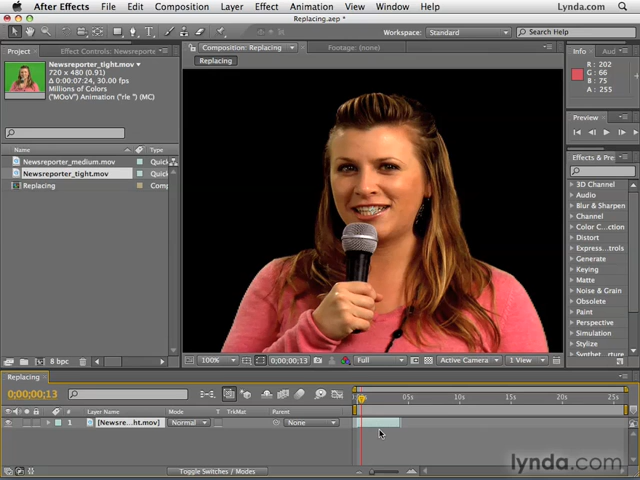 After Effects File Edit Composition Layer Effect Animation View Window Help Lynda.com
Replacing.aep *
Workspace: Standard Search Help
Project Effect Controls: Newsreporte
Composition: Replacing Footage: (none)
Info Aud
Replacing
Newsreporter_tight.mov
720 x 480 (0.91)
Δ 0:00:07:24, 30.00 fps
Millions of Colors
("MOoV") Animation ("rle ") (MC)
R : 202
G : 66
B : 75
A : 255
Preview
Effects & Pres
Name Type
Newsreporter_medium.mov Quic
Newsreporter_tight.mov Quic
Replacing Comp
3D Channel
Audio
Blur & Sharpen
Channel
Color C...ction
Distort
Expression
Generate
Keying
Matte
Noise & Grain
Obsolete
Paint
Perspective
Simulation
Stylize
8 bpc
100% 0;00;00;13 Full Active Camera 1 View
Replacing
0;00;00;13
05s 10s 15s 20s 25s
# Layer Name Mode T TrkMat Parent
1 [Newsre...ht.mov] Normal None
Toggle Switches / Modes
lynda.com